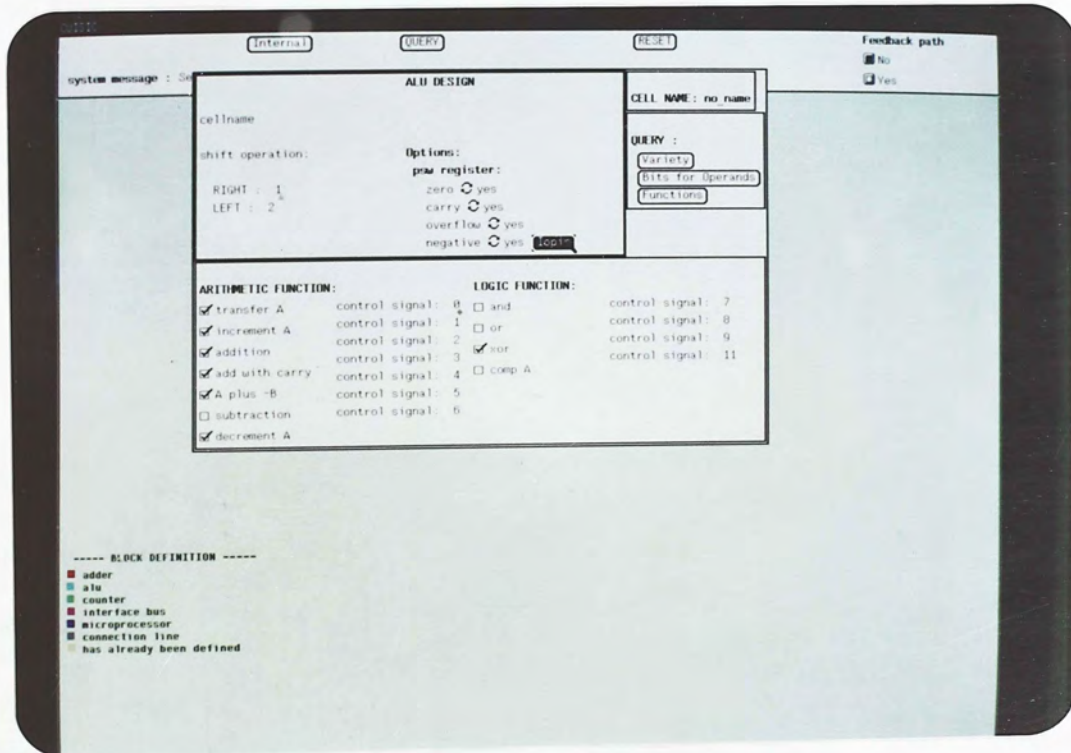 Internal
QUERY
RESET
Feedback path
No
Yes
system message : Se
ALU DESIGN
cellname
shift operation:
RIGHT : 1
LEFT : 2
Options:
psw register:
zero yes
carry yes
overflow yes
negative yes
login
CELL NAME: no_name
QUERY :
Variety
Bits for Operands
Functions
ARITHMETIC FUNCTION:
transfer A control signal: 0
increment A control signal: 1
addition control signal: 2
add with carry control signal: 3
A plus ~B control signal: 4
subtraction control signal: 5
decrement A control signal: 6
LOGIC FUNCTION:
and control signal: 7
or control signal: 8
xor control signal: 9
comp A control signal: 11
----- BLOCK DEFINITION -----
adder
alu
counter
interface bus
microprocessor
connection line
has already been defined